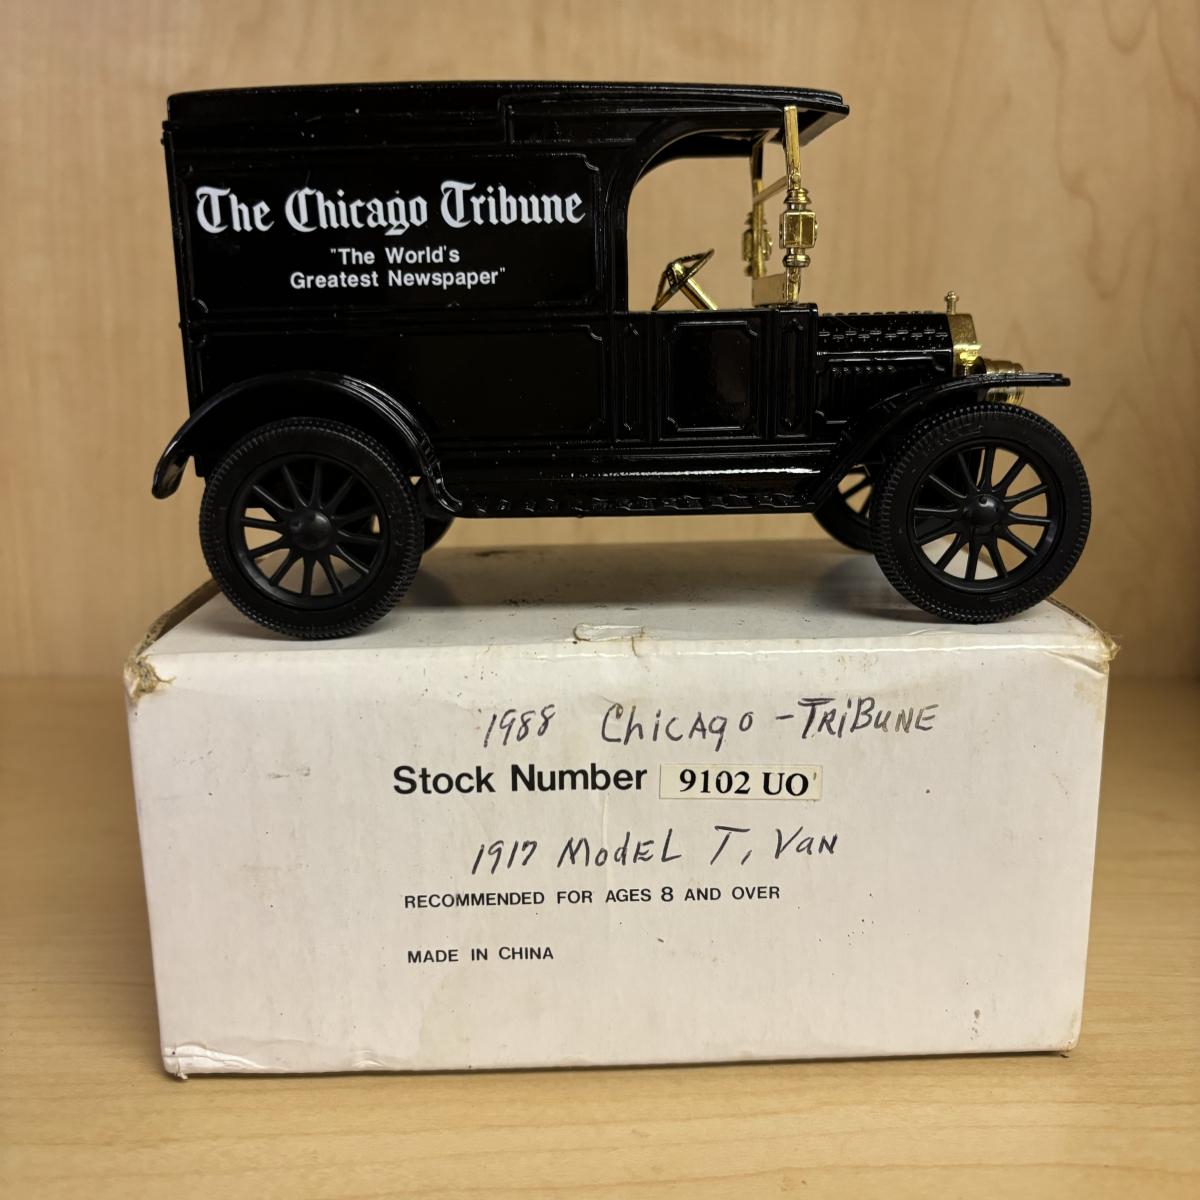 The Chicago Tribune
"The World's
Greatest Newspaper"
1988 Chicago - TRiBUNE
Stock Number 9102 UO'
1917 ModEL T, VaN
RECOMMENDED FOR AGES 8 AND OVER
MADE IN CHINA